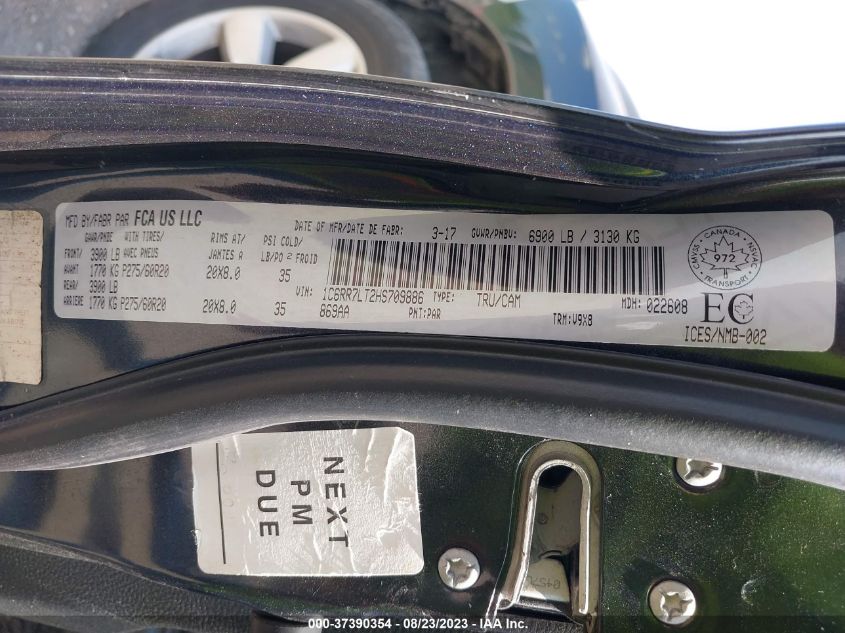 MFD BY/FABR PAR FCA US LLC
DATE OF MFR/DATE DE FABR: 3-17 GVWR/PNBV: 6900 LB / 3130 KG
GAWR/PNBE WITH TIRES/ RIMS AT/ PSI COLD/
FRONT/ 3900 LB AVEC PNEUS JANTES A LB/PO 2 FROID
AVANT 1770 KG P275/60R20 20X8.0 35
REAR/ 3900 LB
ARRIERE 1770 KG P275/60R20 20X8.0 35
VIN: 1C6RR7LT2HS709886 TYPE: TRU/CAM MDH: 022608
869AA PNT:PAR TRM:V9X8
CMVSS CANADA NSVAC
972
TRANSPORT
EC
ICES/NMB-002
NEXT
PM
DUE
000-37390354 - 08/23/2023 - IAA Inc.